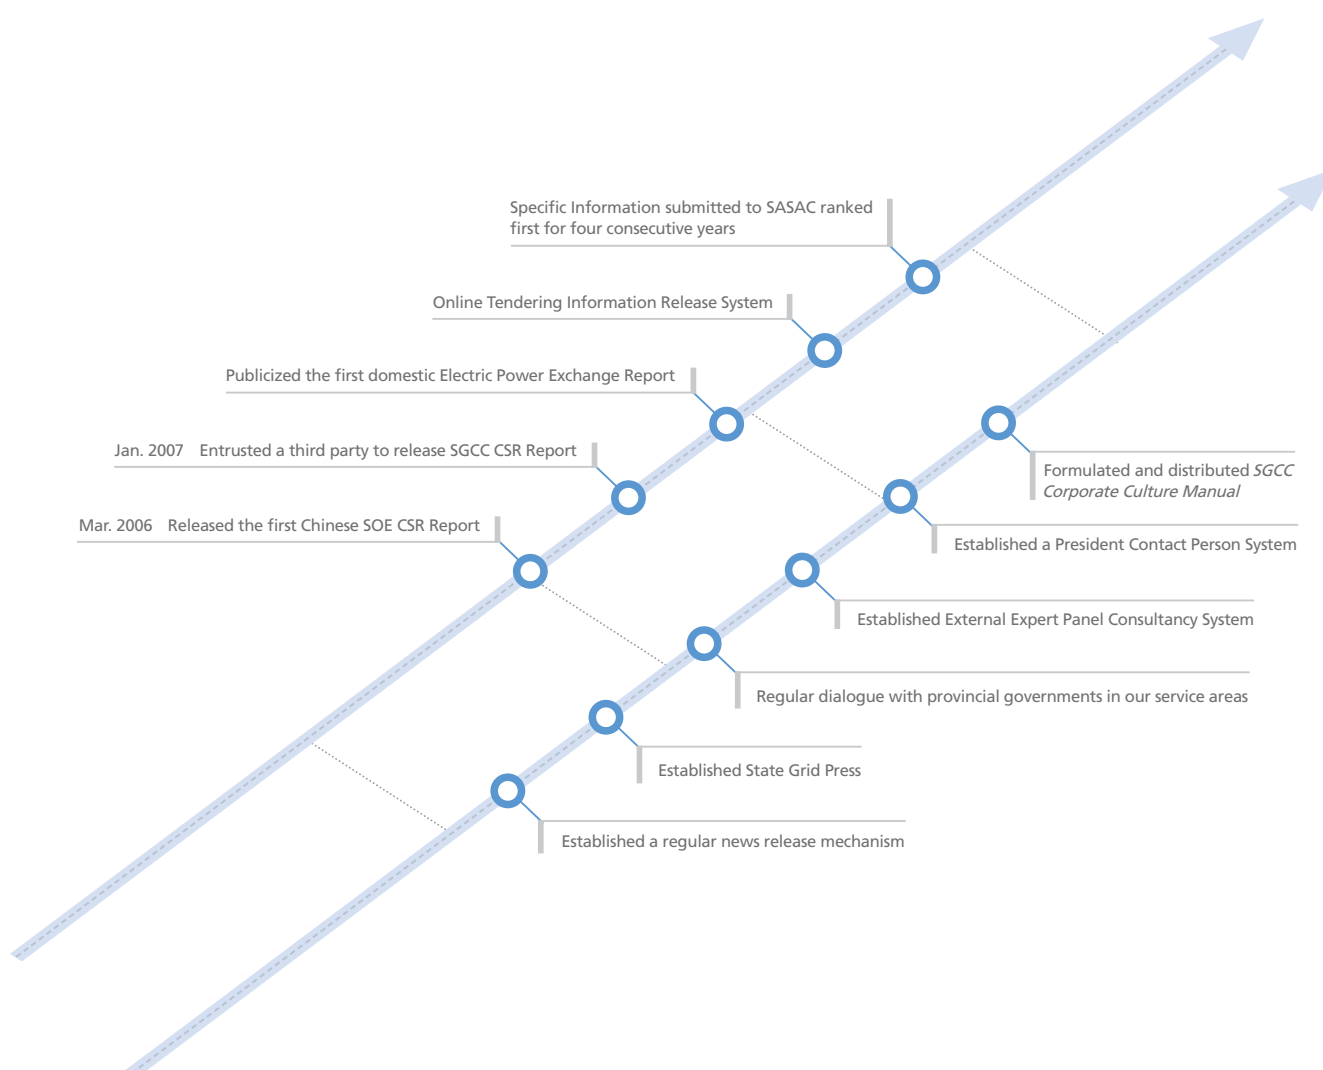 Specific Information submitted to SASAC ranked
first for four consecutive years
Online Tendering Information Release System
Publicized the first domestic Electric Power Exchange Report
Jan. 2007 Entrusted a third party to release SGCC CSR Report
Mar. 2006 Released the first Chinese SOE CSR Report
Formulated and distributed SGCC
Corporate Culture Manual
Established a President Contact Person System
Established External Expert Panel Consultancy System
Regular dialogue with provincial governments in our service areas
Established State Grid Press
Established a regular news release mechanism